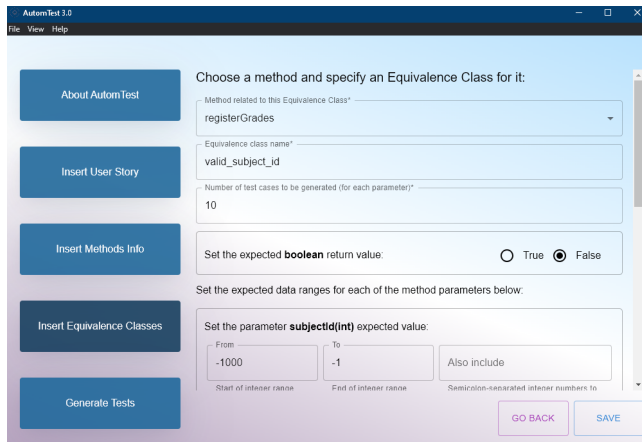 AutomTest 3.0
File View Help
About AutomTest
Insert User Story
Insert Methods Info
Insert Equivalence Classes
Generate Tests
Choose a method and specify an Equivalence Class for it:
Method related to this Equivalence Class*
registerGrades
Equivalence class name*
valid_subject_id
Number of test cases to be generated (for each parameter)*
10
Set the expected boolean return value: True False
Set the expected data ranges for each of the method parameters below:
Set the parameter subjectId(int) expected value:
From To
-1000 -1 Also include
Start of integer range End of integer range Semicolon-separated integer numbers to
GO BACK SAVE